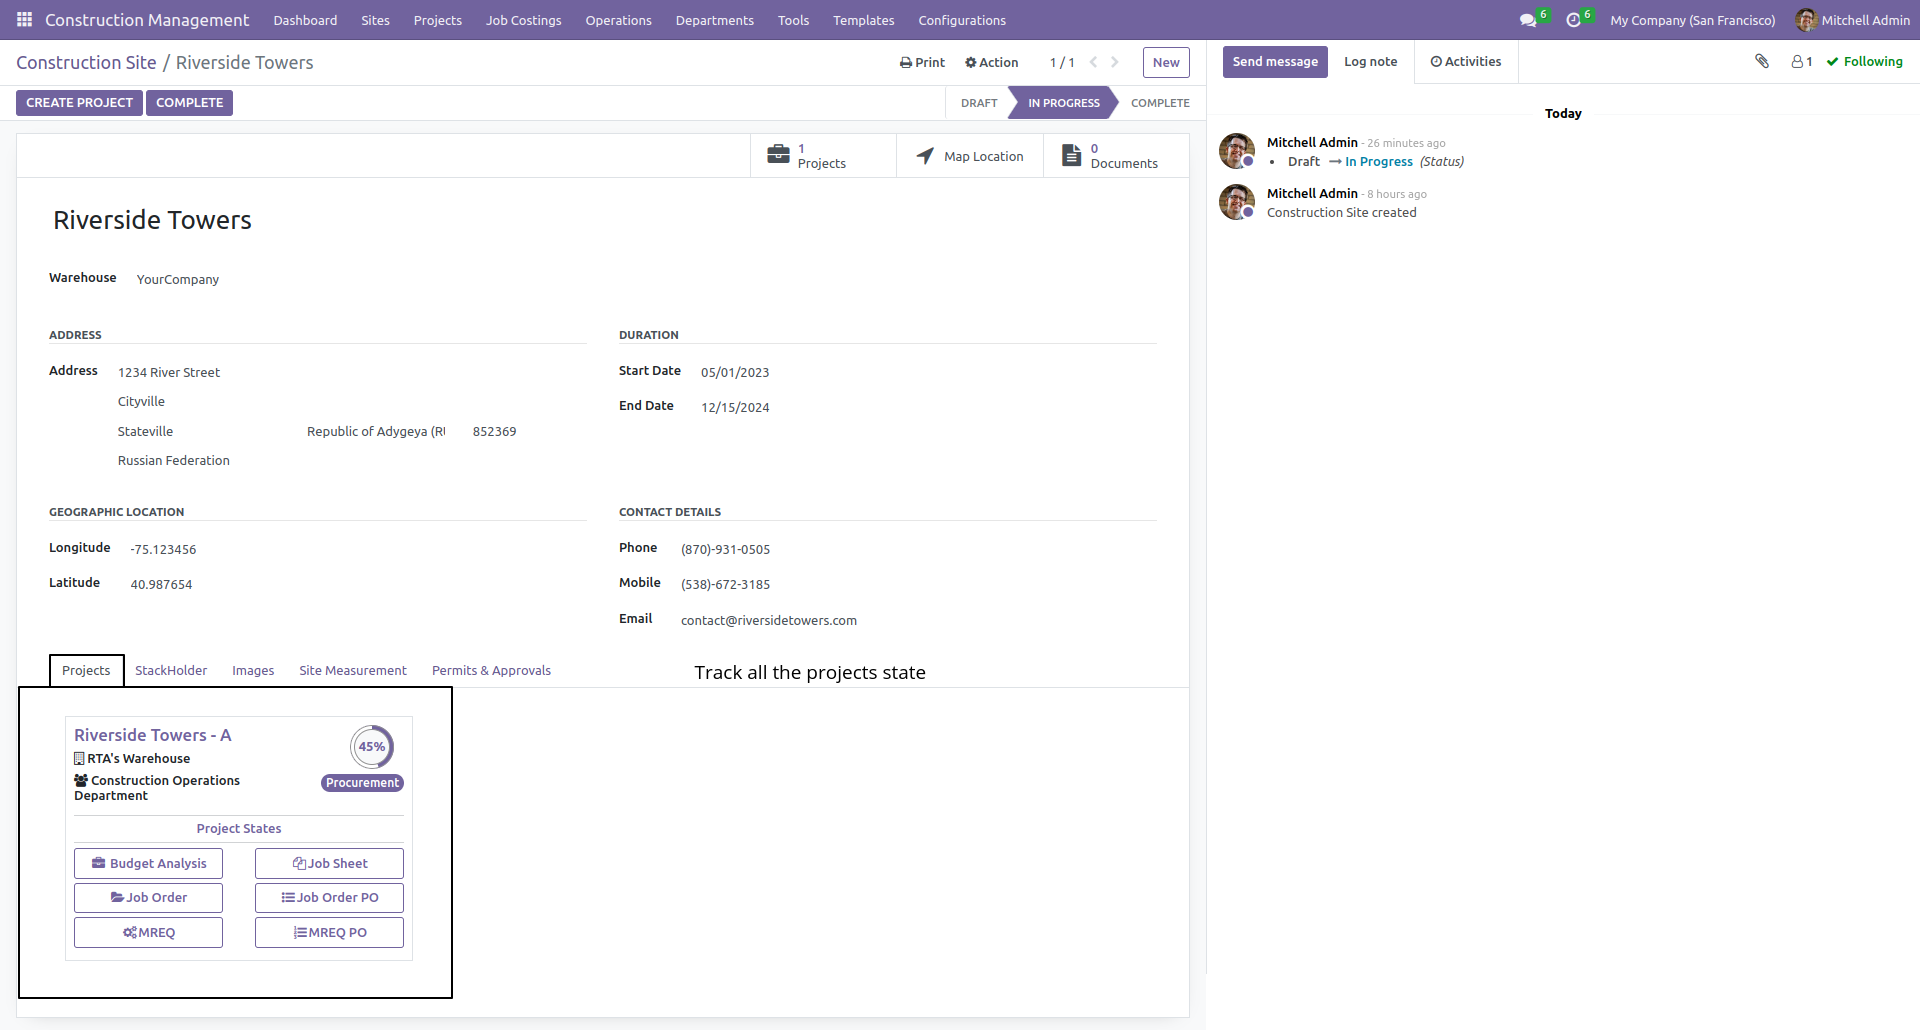 Construction Management Dashboard Sites Projects Job Costings Operations Departments Tools Templates Configurations 6 6 My Company (San Francisco) Mitchell Admin
Construction Site / Riverside Towers Print Action 1 / 1 New
Send message Log note Activities 1 Following
CREATE PROJECT COMPLETE DRAFT IN PROGRESS COMPLETE
Today
1 Projects Map Location 0 Documents
Mitchell Admin - 26 minutes ago
• Draft → In Progress (Status)
Mitchell Admin - 8 hours ago
Construction Site created
Riverside Towers
Warehouse YourCompany
ADDRESS
Address 1234 River Street
Cityville
Stateville Republic of Adygeya (RU 852369
Russian Federation
DURATION
Start Date 05/01/2023
End Date 12/15/2024
GEOGRAPHIC LOCATION
Longitude -75.123456
Latitude 40.987654
CONTACT DETAILS
Phone (870)-931-0505
Mobile (538)-672-3185
Email contact@riversidetowers.com
Projects StackHolder Images Site Measurement Permits & Approvals Track all the projects state
Riverside Towers - A 45%
RTA's Warehouse
Construction Operations Department Procurement
Project States
Budget Analysis Job Sheet
Job Order Job Order PO
MREQ MREQ PO